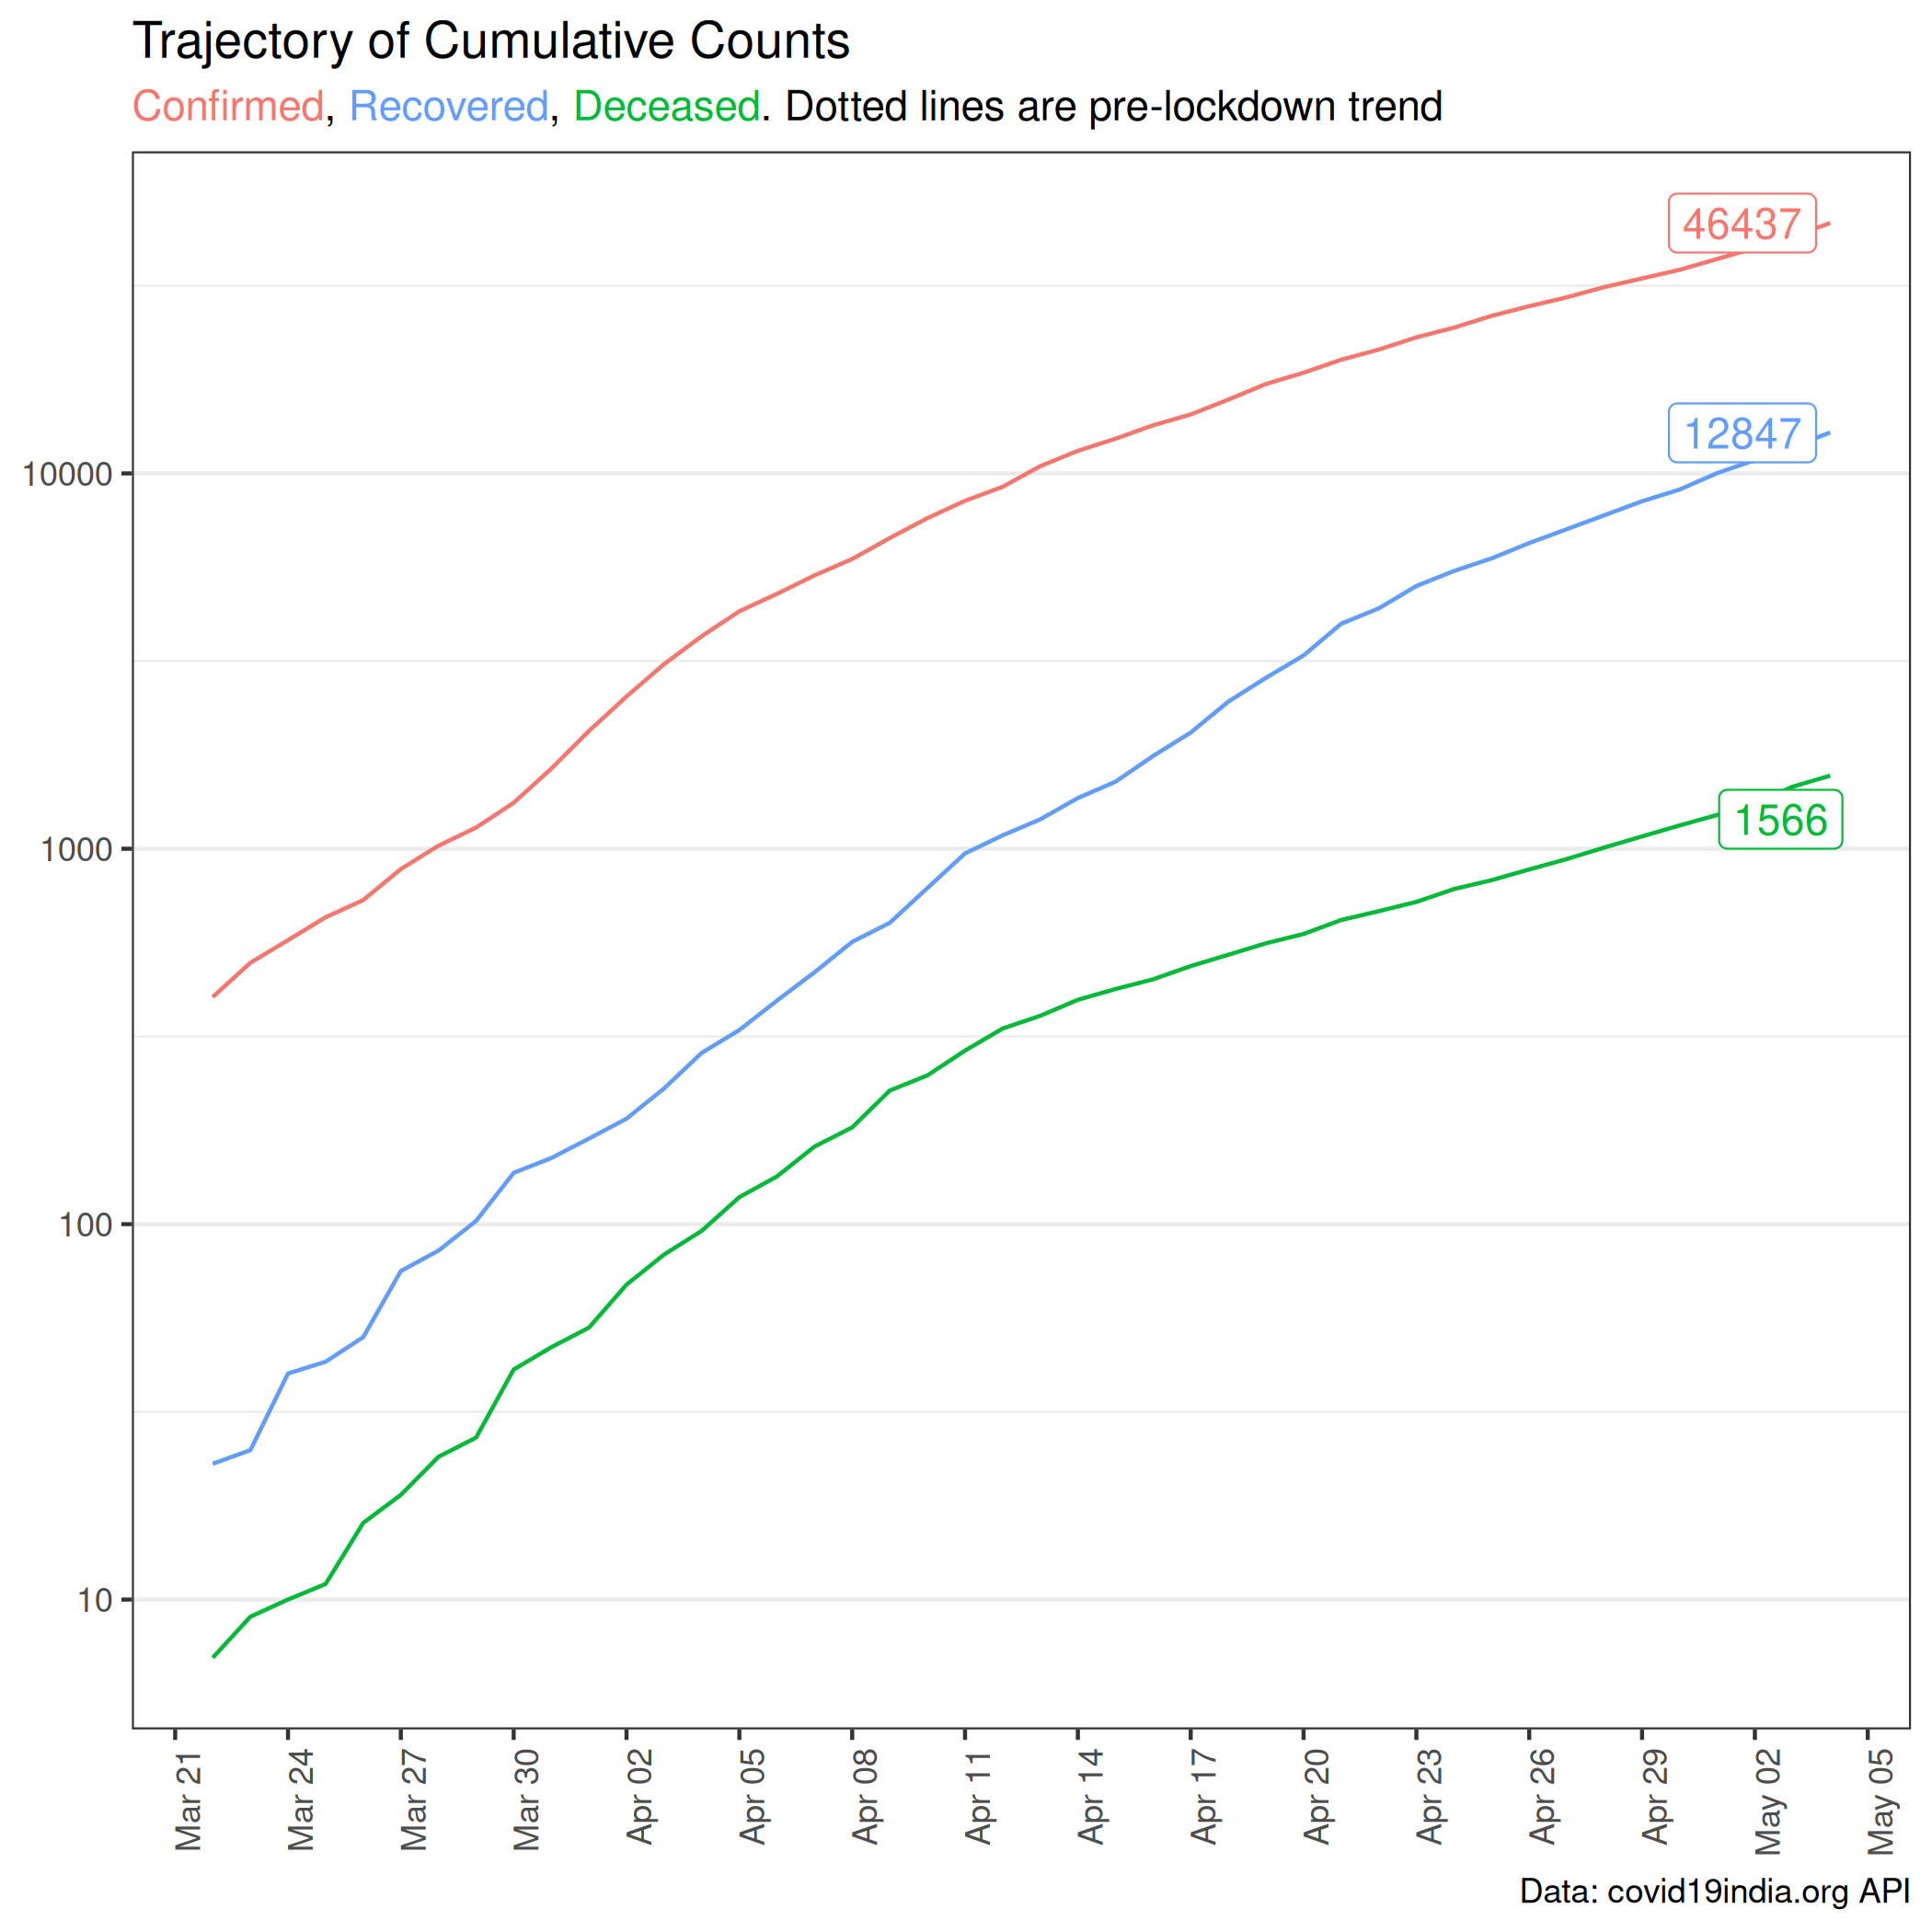 Trajectory of Cumulative Counts
Confirmed, Recovered, Deceased. Dotted lines are pre-lockdown trend
46437
12847
1566
10000
1000
100
10
Mar 21
Mar 24
Mar 27
Mar 30
Apr 02
Apr 05
Apr 08
Apr 11
Apr 14
Apr 17
Apr 20
Apr 23
Apr 26
Apr 29
May 02
May 05
Data: covid19india.org API